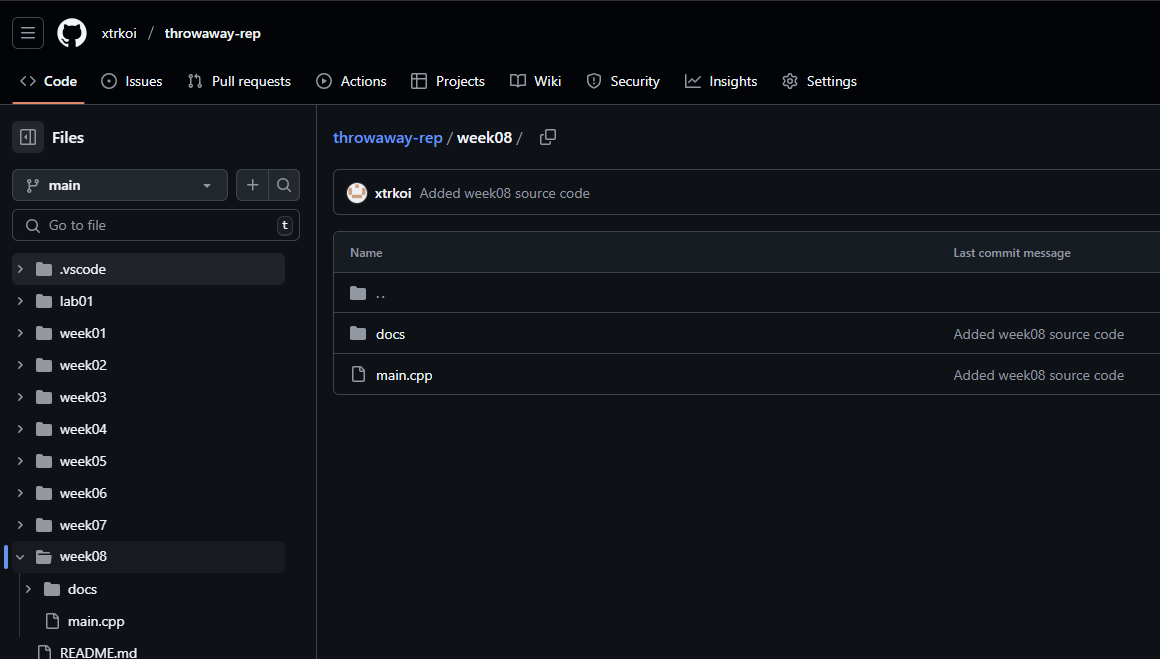 xtrkoi / throwaway-rep
Code Issues Pull requests Actions Projects Wiki Security Insights Settings
Files
main
Go to file t
.vscode
lab01
week01
week02
week03
week04
week05
week06
week07
week08
docs
main.cpp
README.md
throwaway-rep / week08 /
xtrkoi Added week08 source code
Name Last commit message
..
docs Added week08 source code
main.cpp Added week08 source code